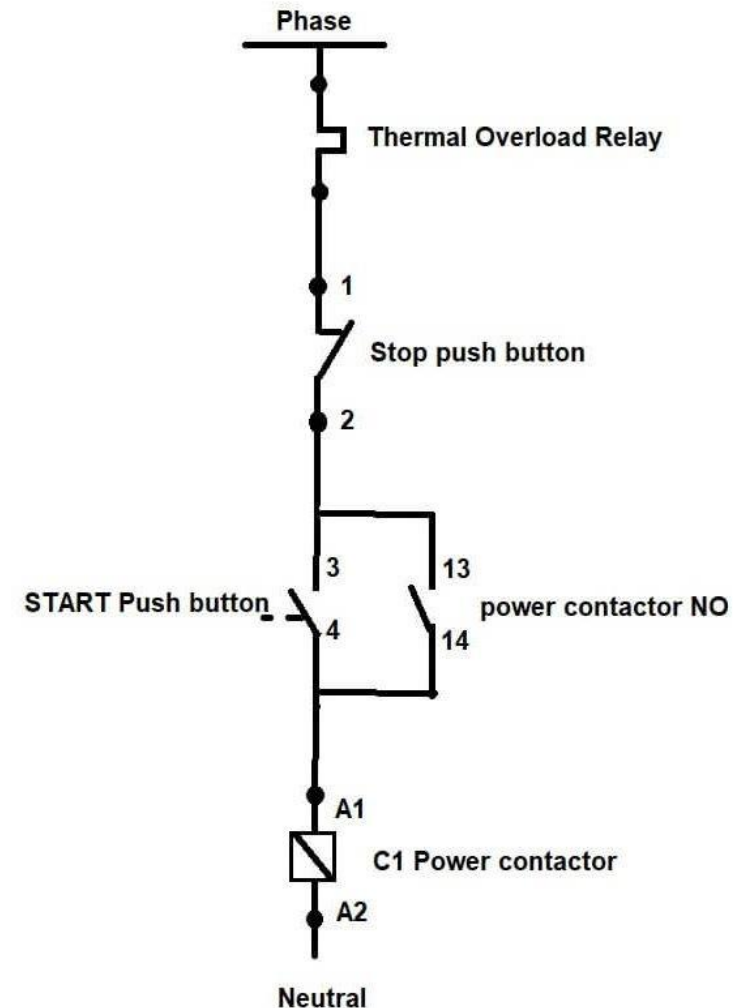 Phase
Thermal Overload Relay
1
Stop push button
2
3
13
START Push button
power contactor NO
4
14
A1
C1 Power contactor
A2
Neutral